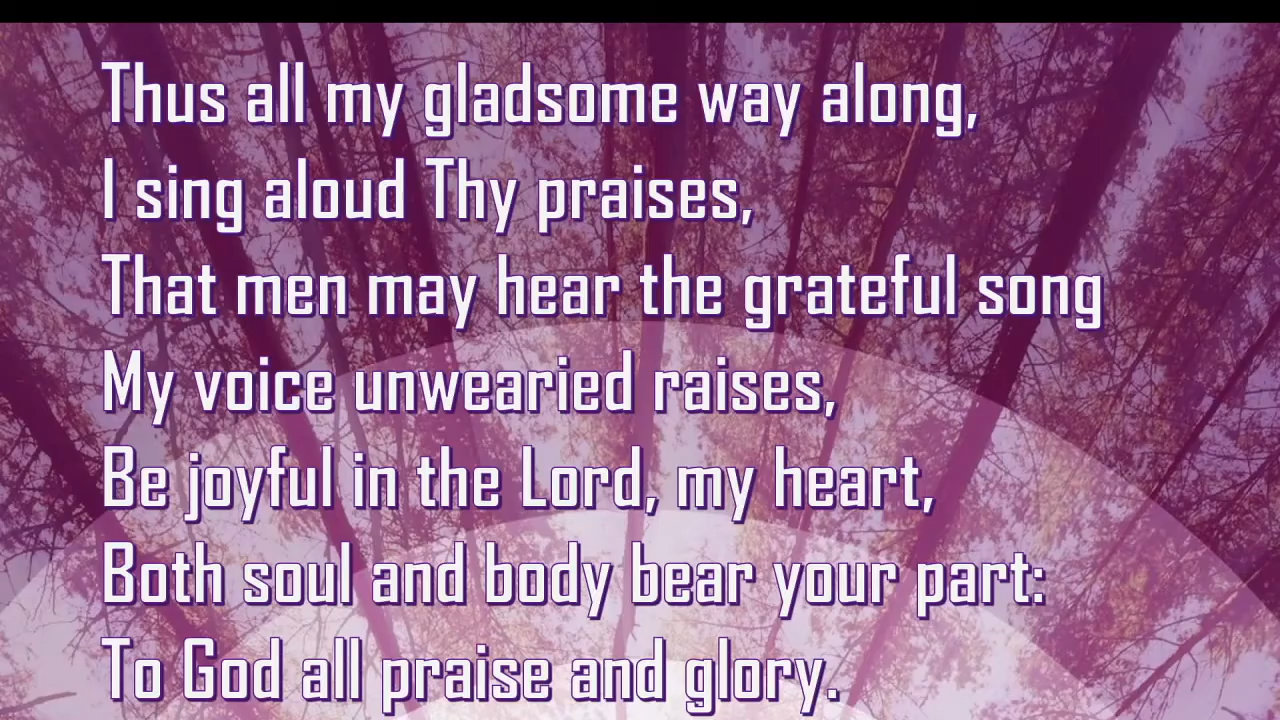 Thus all my gladsome way along,
I sing aloud Thy praises,
That men may hear the grateful song
My voice unwearied raises,
Be joyful in the Lord, my heart,
Both soul and body bear your part:
To God all praise and glory.